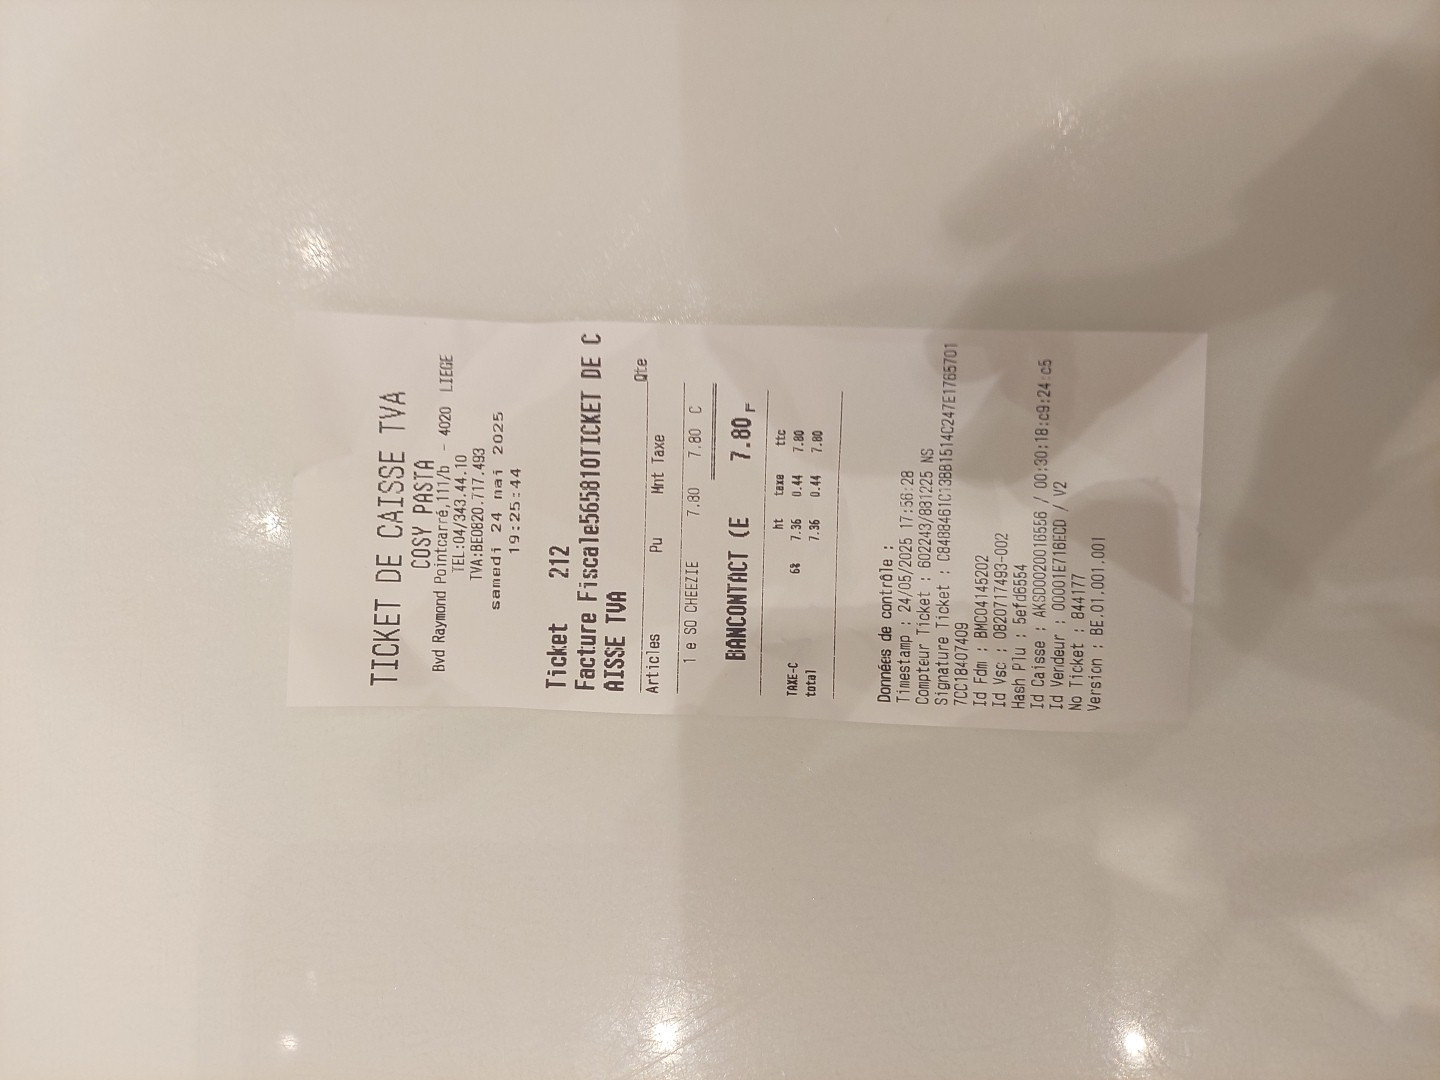 TICKET DE CAISSE TVA
COSY PASTA
Bvd Raymond Pointcarré,111/b - 4020 LIEGE
TEL:04/343.44.10
TVA:BE0820.717.493
samedi 24 mai 2025
19:25:44
Ticket 212
Facture Fiscale565810TICKET DE C
AISSE TVA
Articles Pu Mnt Taxe Qte
1 e SO CHEEZIE 7.80 7.80 C
BANCONTACT (E 7.80 F
ht taxe ttc
TAXE-C 6% 7.36 0.44 7.80
total 7.36 0.44 7.80
Données de contrôle :
Timestamp : 24/05/2025 17:56:28
Compteur Ticket : 602243/881225 NS
Signature Ticket : C8488461C13BB1514C247E1765701
7CC18407409
Id Fdm : BMC04145202
Id Vsc : 0820717493-002
Hash Plu : 5efd6554
Id Caisse : AKSD0020016556 / 00:30:18:c9:24:c5
Id Vendeur : 00001E716ECD / V2
No Ticket : 844177
Version : BE.01.001.001